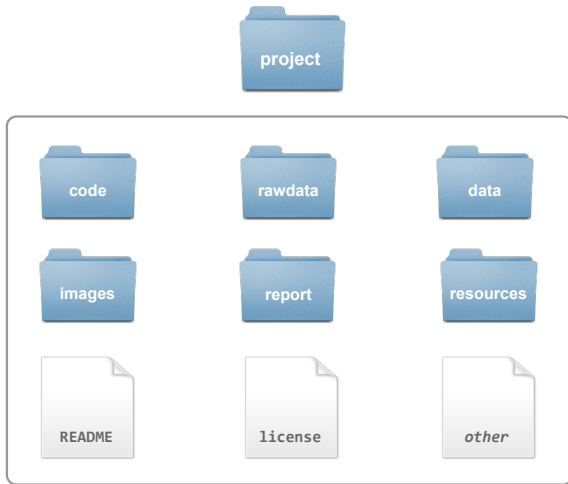 project
code
rawdata
data
images
report
resources
README
license
other